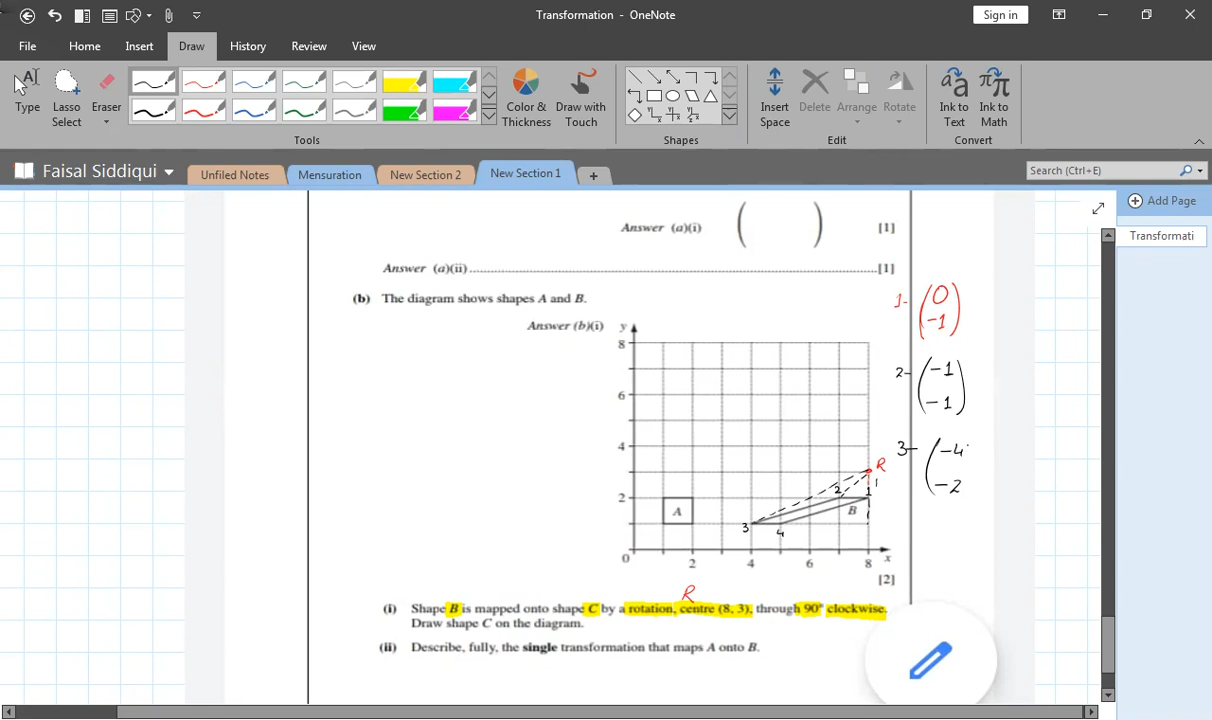 Transformation - OneNote
Sign in
File Home Insert Draw History Review View
Type
Lasso Select
Eraser
Color & Thickness
Draw with Touch
Insert Space
Delete
Arrange
Rotate
Ink to Text
Ink to Math
Tools Shapes Edit Convert
Faisal Siddiqui
Unfiled Notes Mensuration New Section 2 New Section 1
Search (Ctrl+E)
Add Page
Transformati
Answer (a)(i) ( ) [1]
Answer (a)(ii) [1]
(b) The diagram shows shapes A and B.
Answer (b)(i)
y
8
6
4
2
0
2 4 6 8 x
A
B
R
1
2
3
4
[2]
1- (0 -1)
2- (-1 -1)
3- (-4 -2)
R
(i) Shape B is mapped onto shape C by a rotation, centre (8, 3), through 90° clockwise.
Draw shape C on the diagram.
(ii) Describe, fully, the single transformation that maps A onto B.